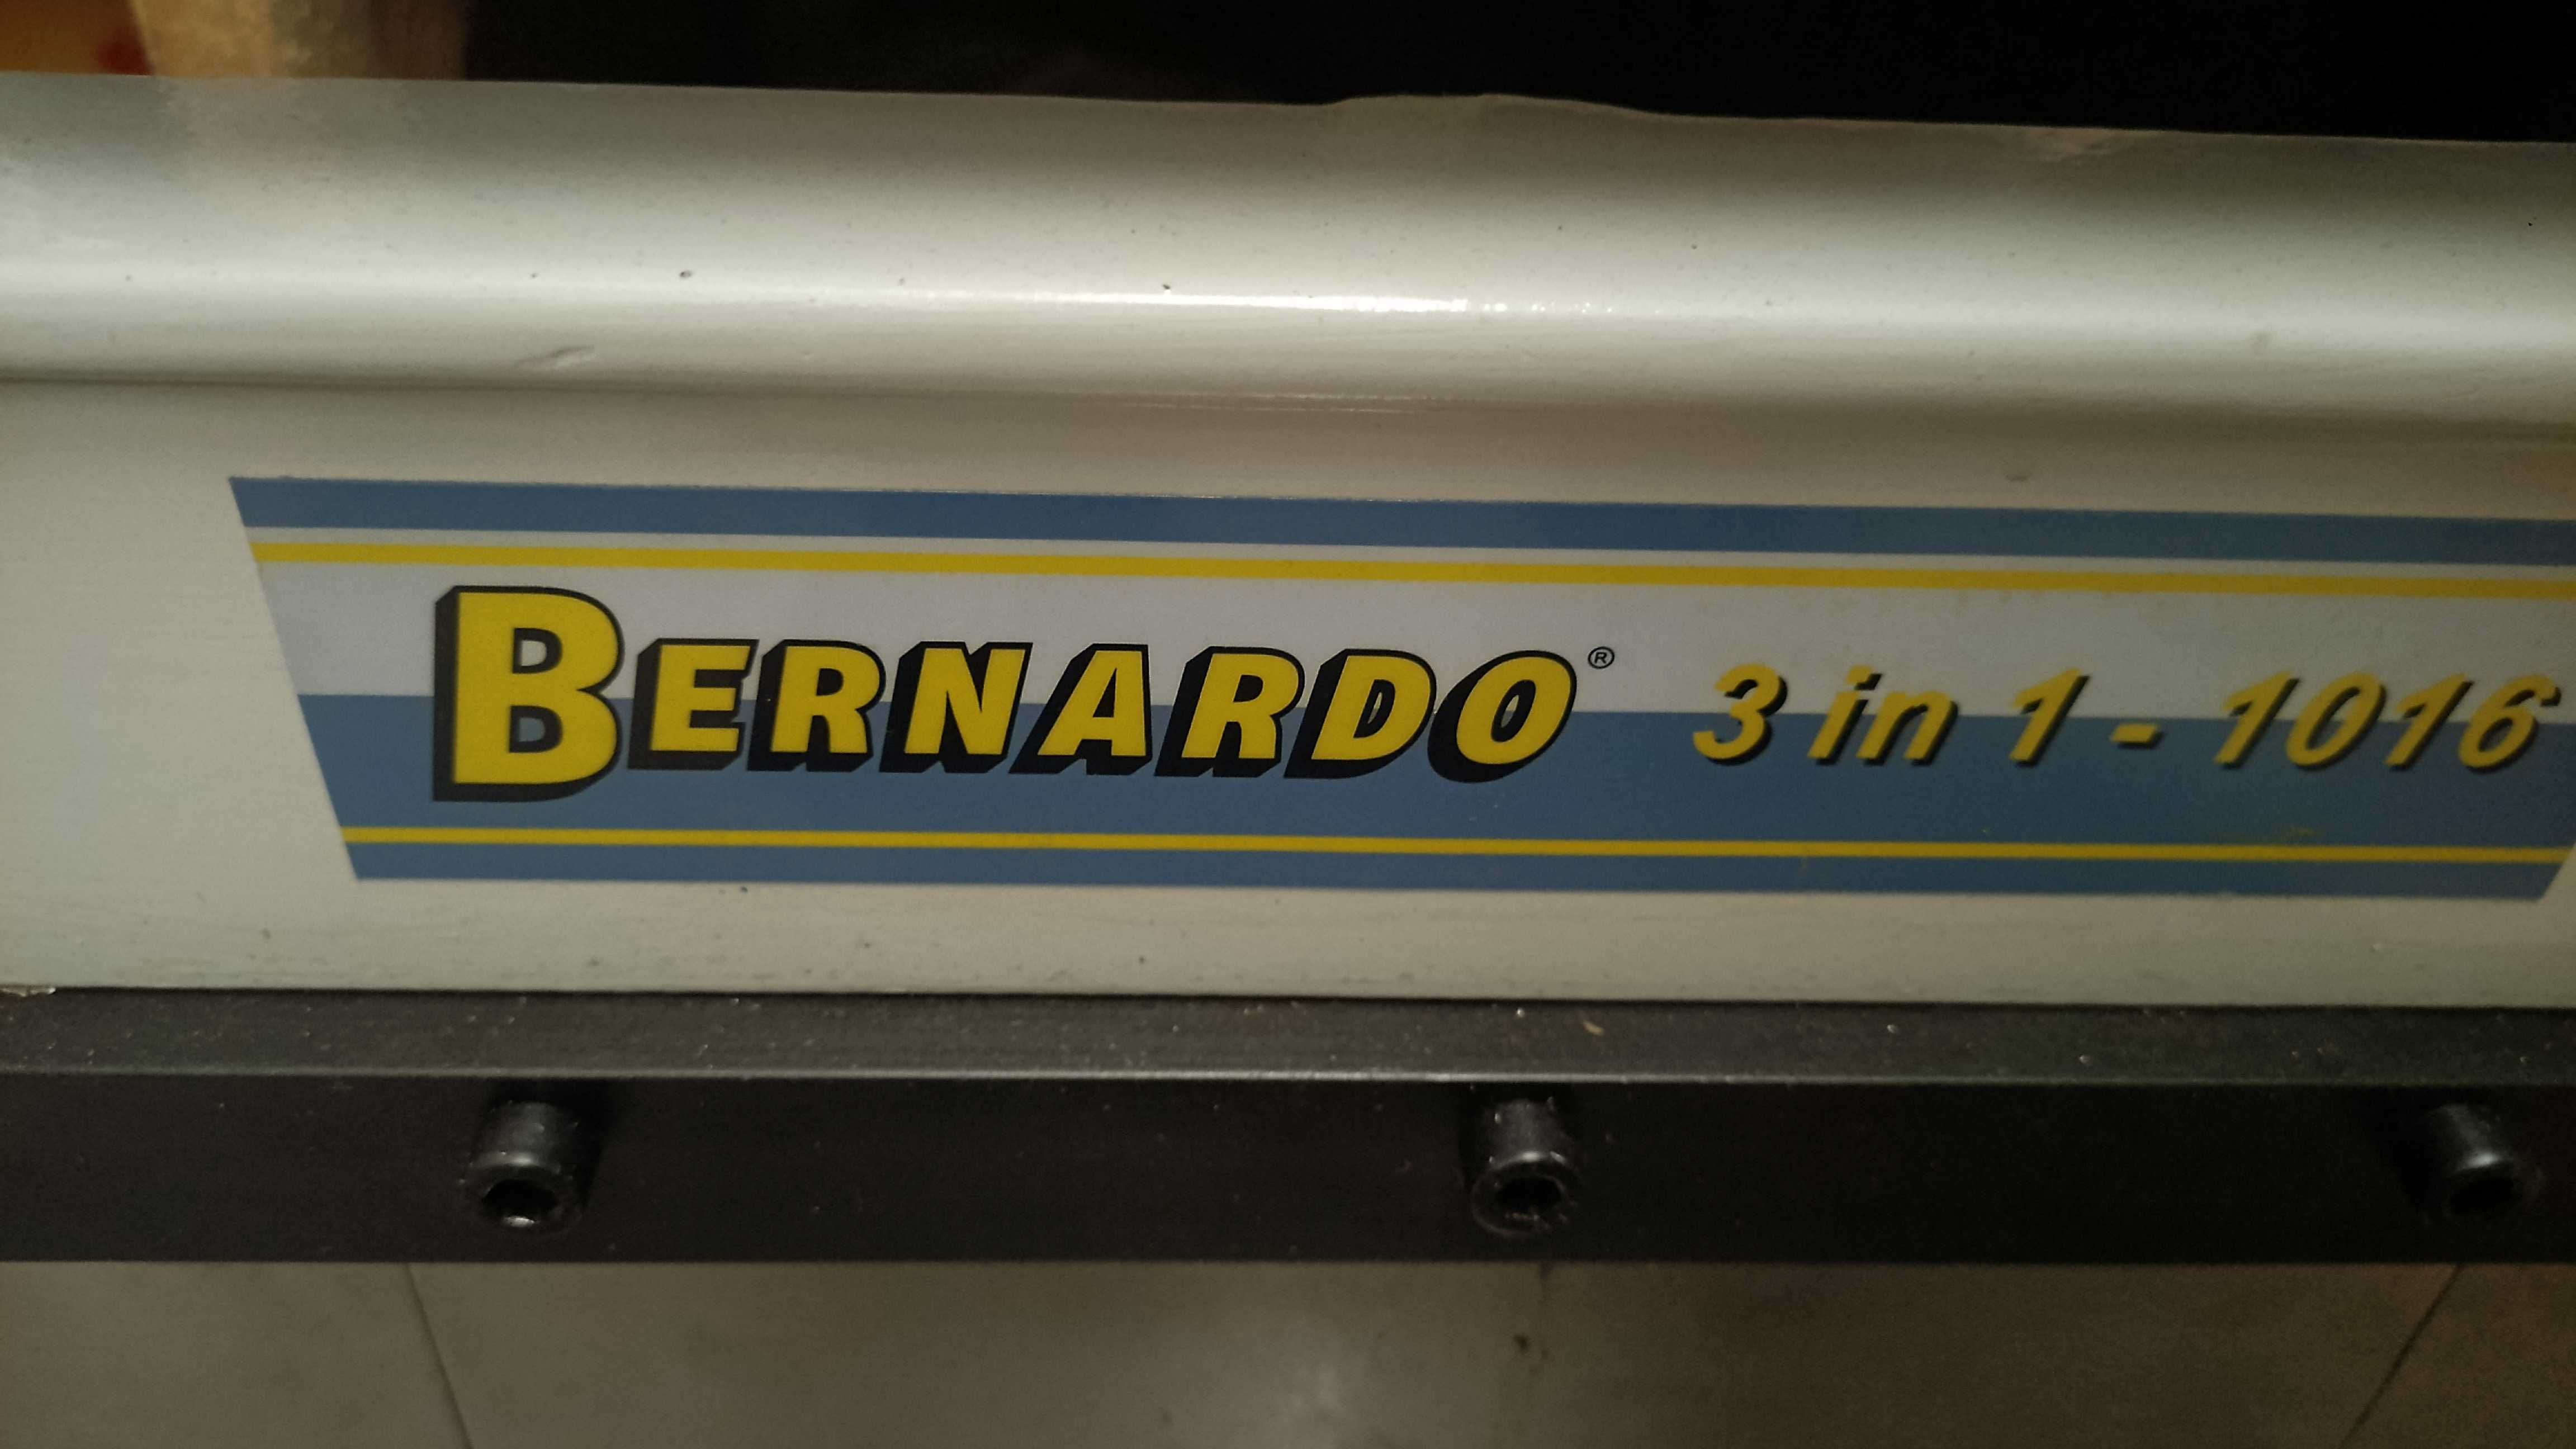 BERNARDO® 3 in 1 - 1016